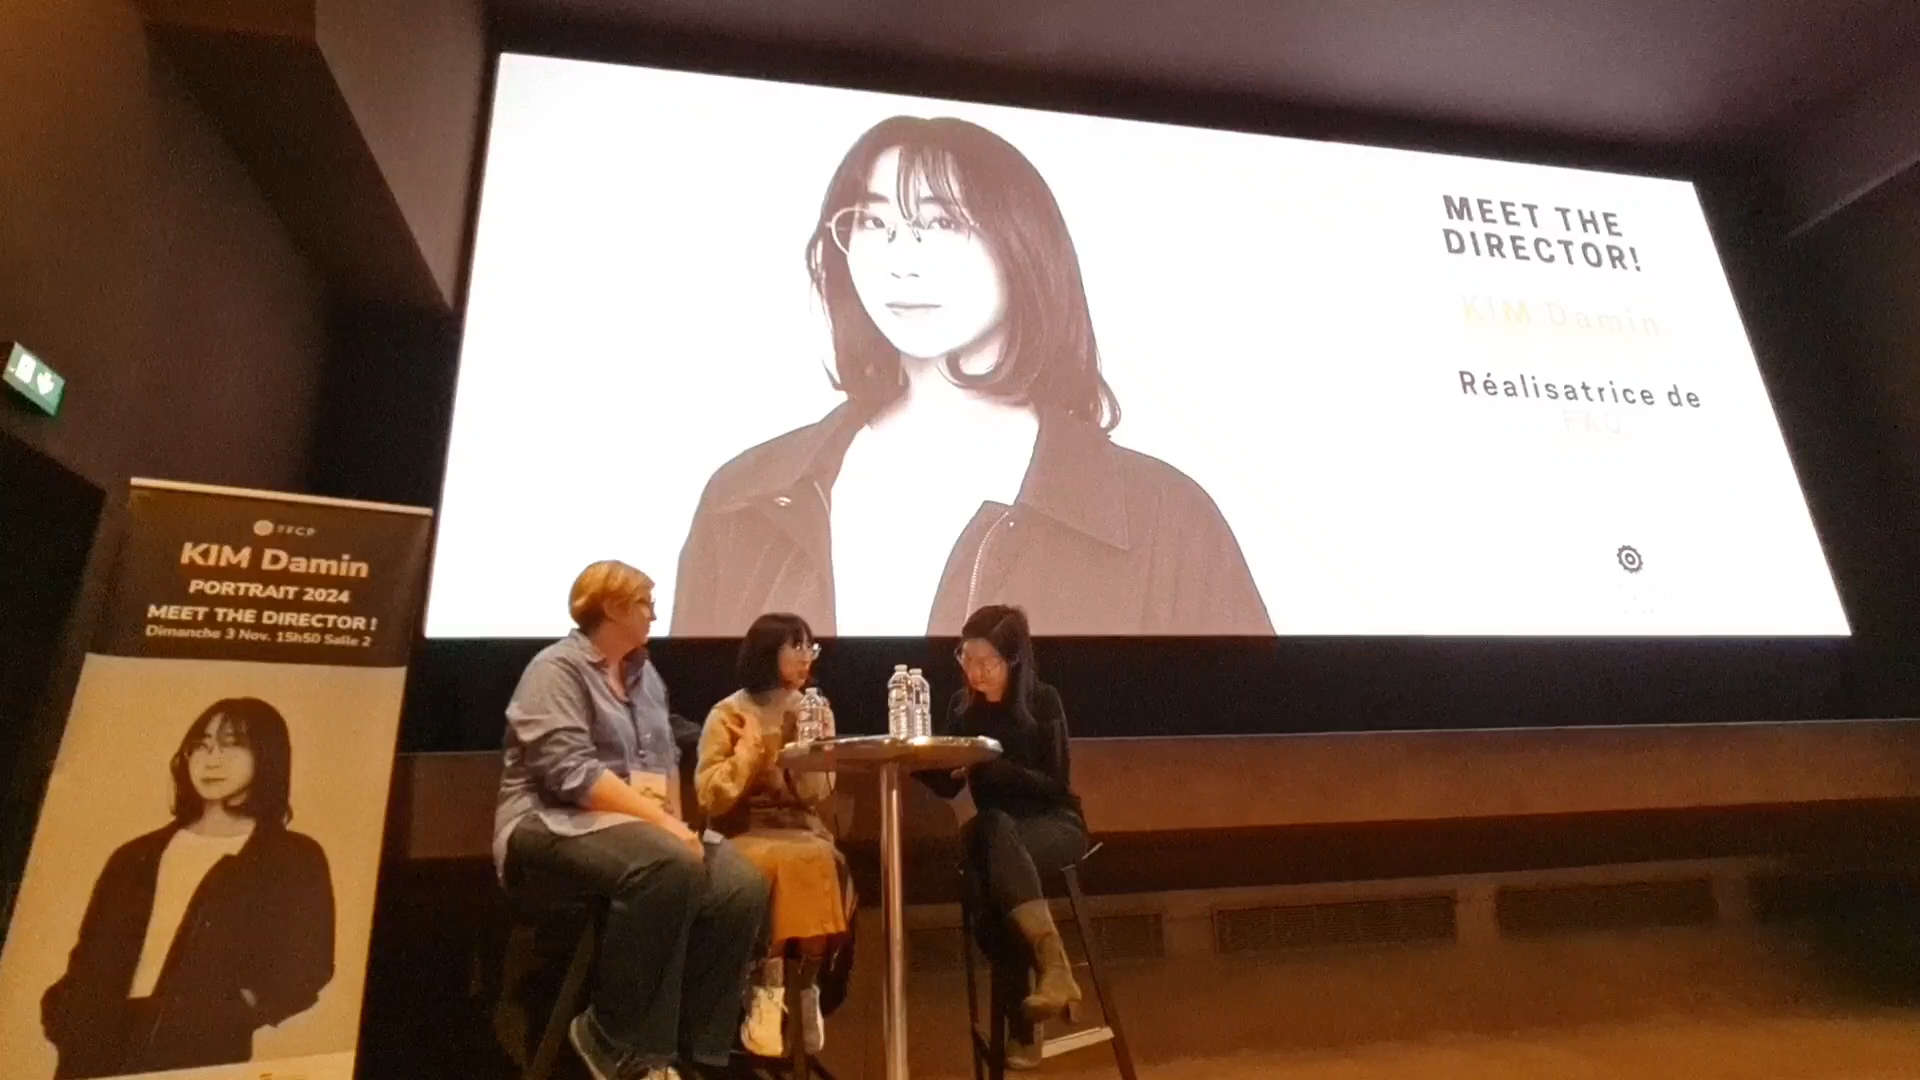 MEET THE
DIRECTOR!
KIM Damin
Réalisatrice de
FFCP
KIM Damin
PORTRAIT 2024
MEET THE DIRECTOR !
Dimanche 3 Nov. 15h50 Salle 2